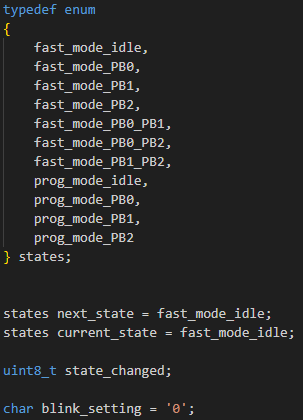 typedef enum
{
    fast_mode_idle,
    fast_mode_PB0,
    fast_mode_PB1,
    fast_mode_PB2,
    fast_mode_PB0_PB1,
    fast_mode_PB0_PB2,
    fast_mode_PB1_PB2,
    prog_mode_idle,
    prog_mode_PB0,
    prog_mode_PB1,
    prog_mode_PB2
} states;
states next_state = fast_mode_idle;
states current_state = fast_mode_idle;
uint8_t state_changed;
char blink_setting = '0';